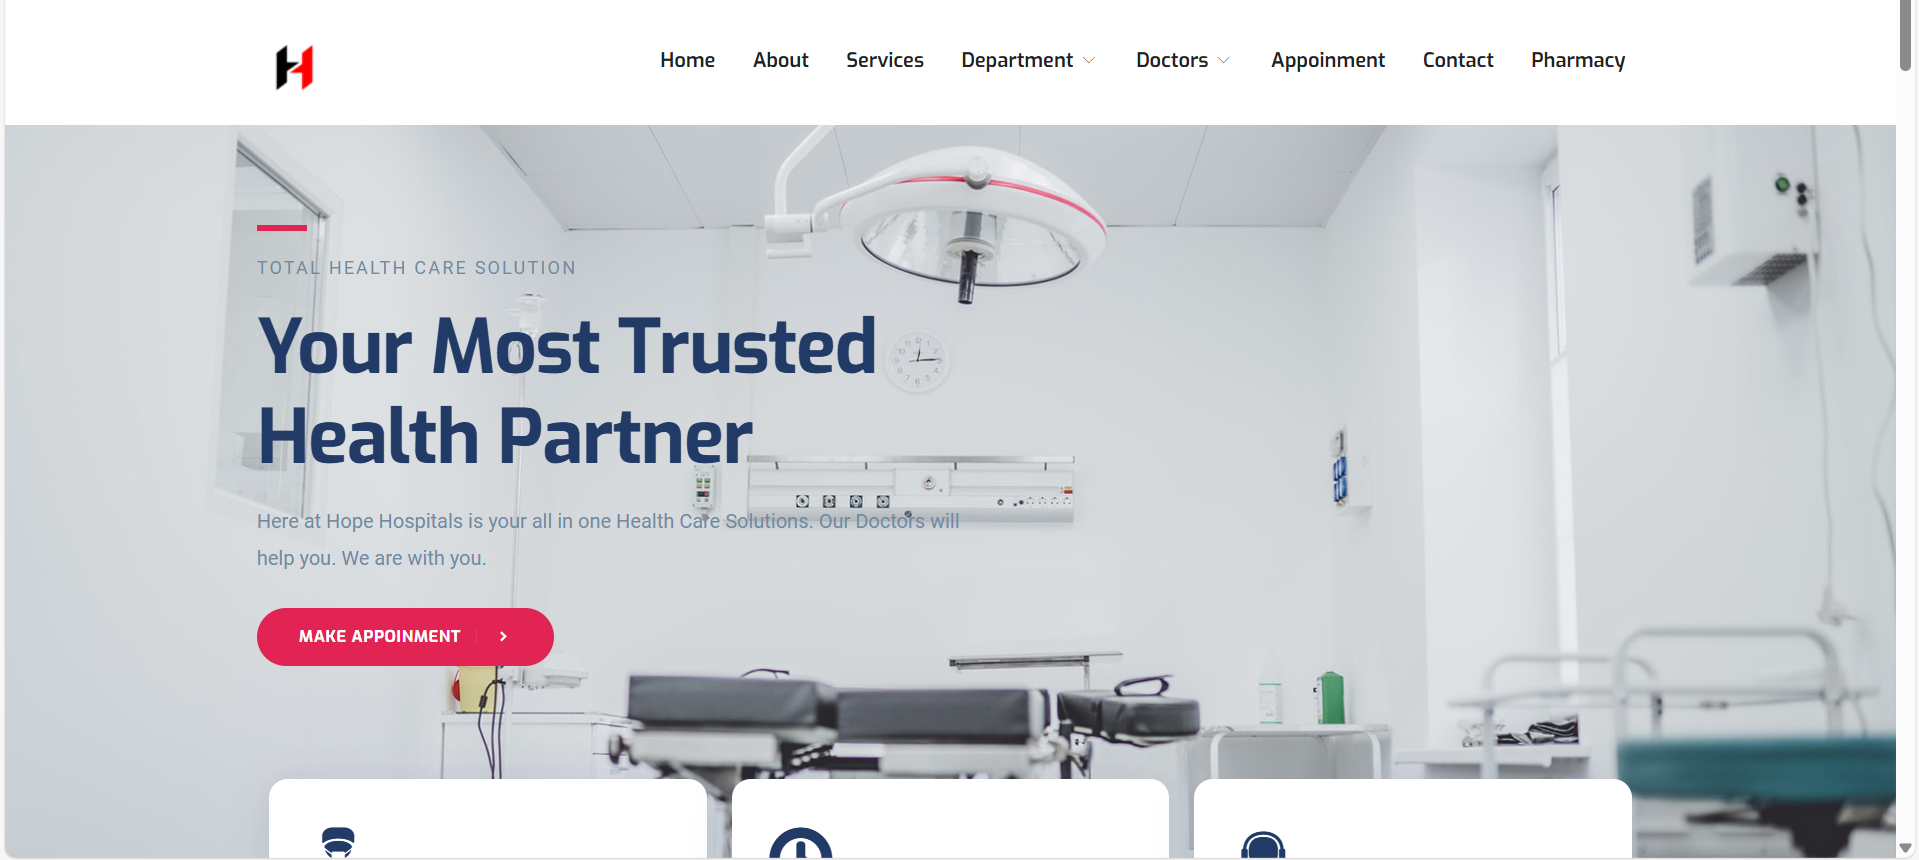 Home About Services Department Doctors Appoinment Contact Pharmacy
TOTAL HEALTH CARE SOLUTION
Your Most Trusted
Health Partner
Here at Hope Hospitals is your all in one Health Care Solutions. Our Doctors will
help you. We are with you.
MAKE APPOINMENT